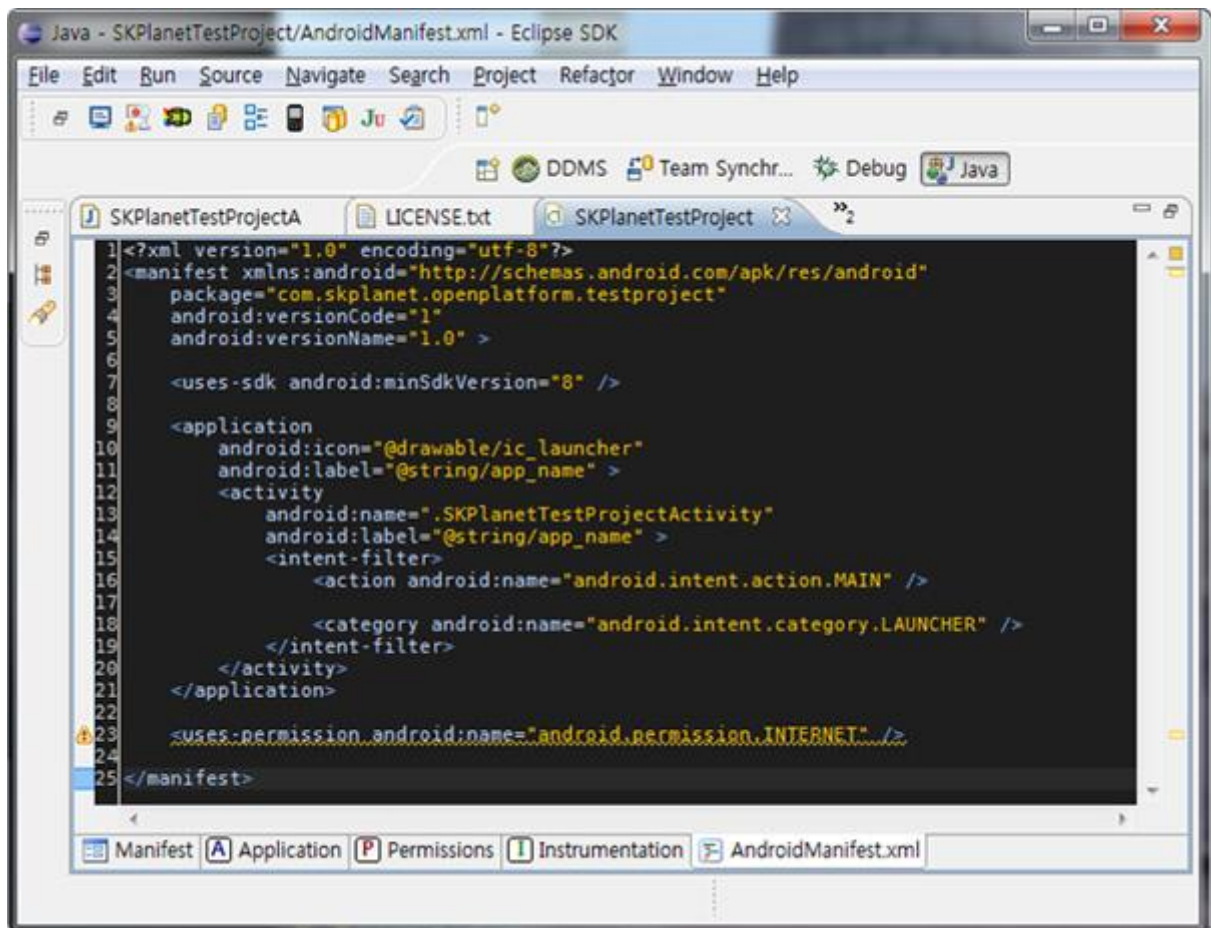 Java - SKPlanetTestProject/AndroidManifest.xml - Eclipse SDK
File Edit Run Source Navigate Search Project Refactor Window Help
Ju
DDMS Team Synchr... Debug Java
SKPlanetTestProjectA LICENSE.txt SKPlanetTestProject »2
1 <?xml version="1.0" encoding="utf-8"?>
2 <manifest xmlns:android="http://schemas.android.com/apk/res/android"
3     package="com.skplanet.openplatform.testproject"
4     android:versionCode="1"
5     android:versionName="1.0" >
6
7     <uses-sdk android:minSdkVersion="8" />
8
9     <application
10         android:icon="@drawable/ic_launcher"
11         android:label="@string/app_name" >
12         <activity
13             android:name=".SKPlanetTestProjectActivity"
14             android:label="@string/app_name" >
15             <intent-filter>
16                 <action android:name="android.intent.action.MAIN" />
17
18                 <category android:name="android.intent.category.LAUNCHER" />
19             </intent-filter>
20         </activity>
21     </application>
22
23     <uses-permission android:name="android.permission.INTERNET" />
24
25 </manifest>
Manifest A Application P Permissions I Instrumentation AndroidManifest.xml